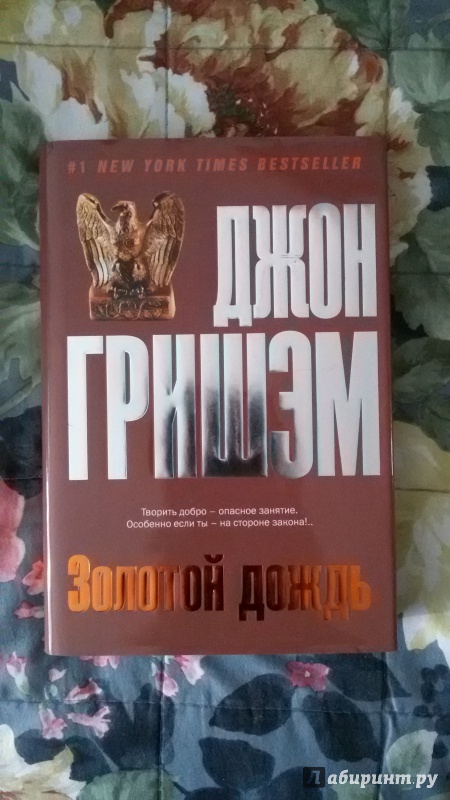 #1 NEW YORK TIMES BESTSELLER
ДЖОН
ГРИШЭМ
Творить добро – опасное занятие.
Особенно если ты – на стороне закона!..
Золотой дождь
Лабиринт.ру